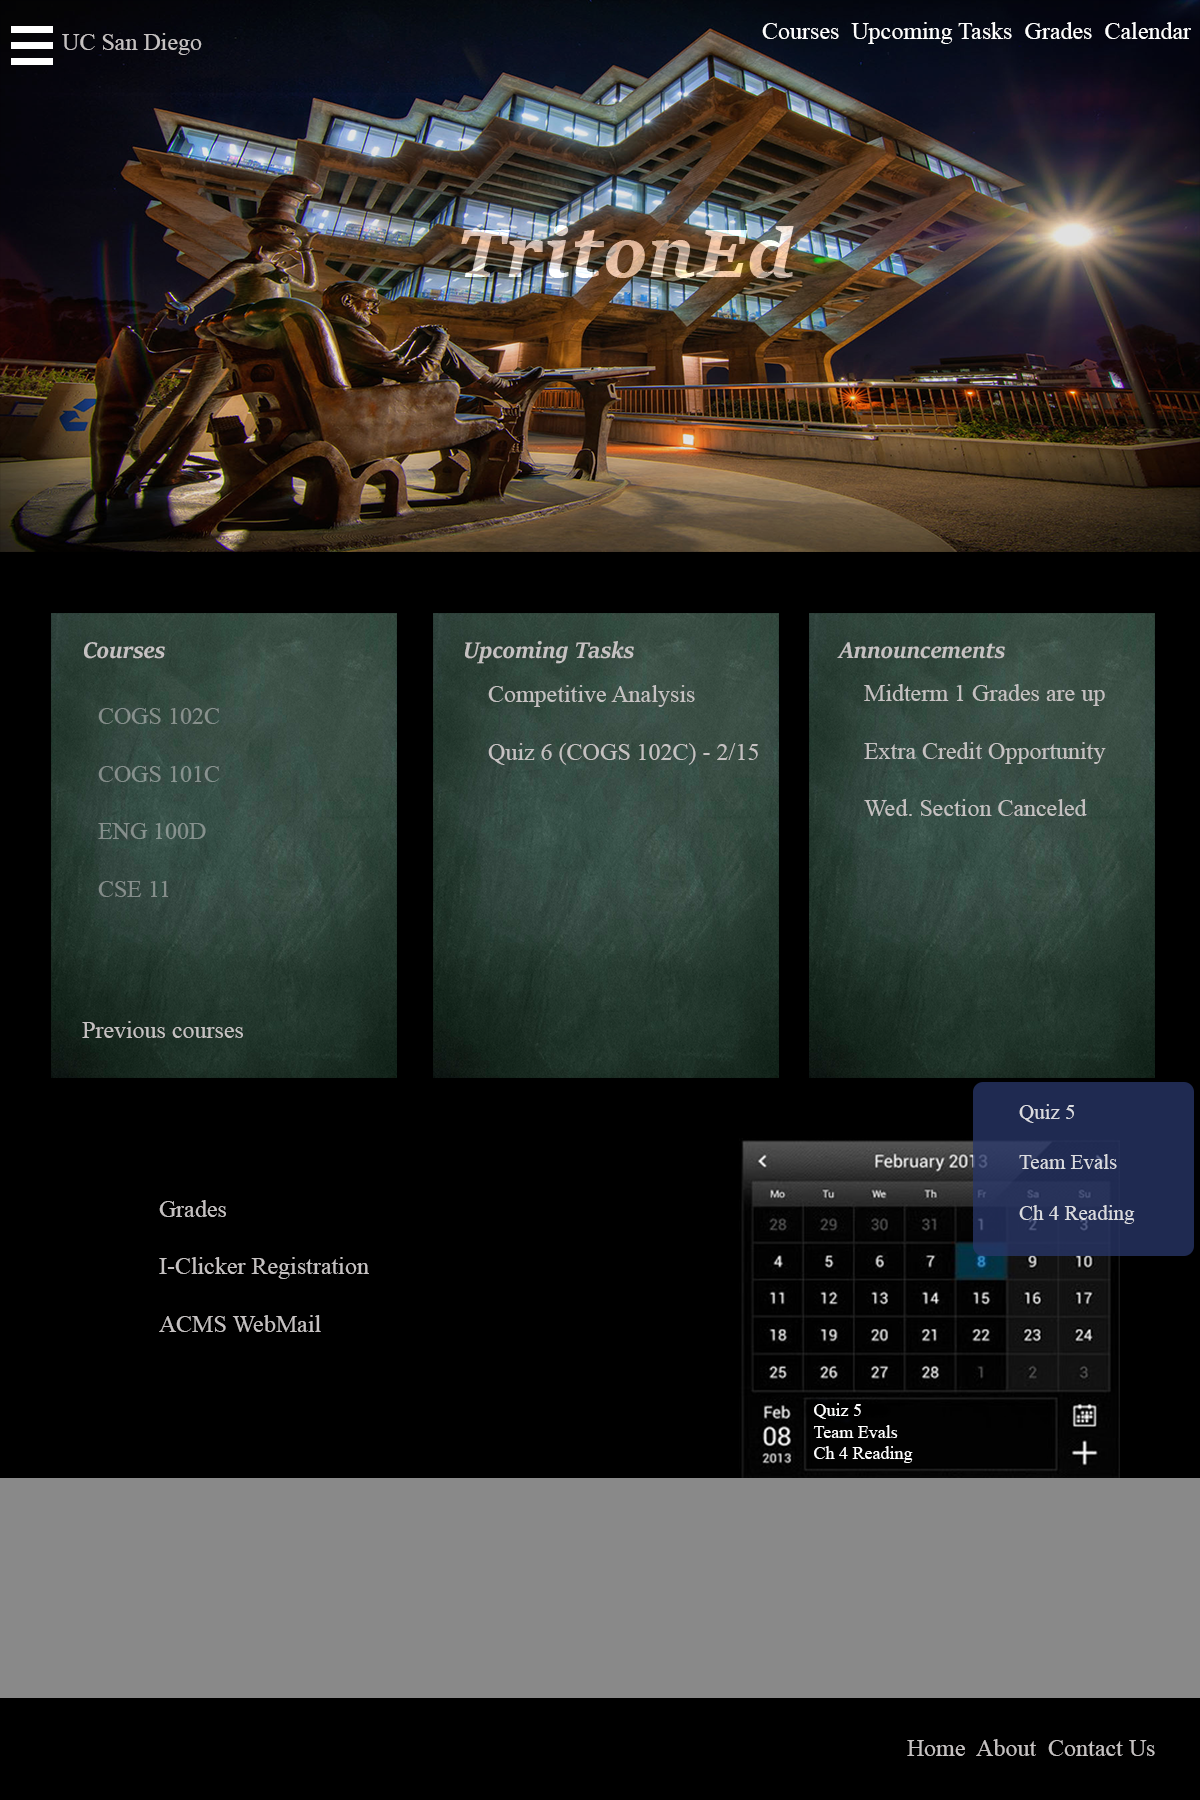 UC San Diego
Courses Upcoming Tasks Grades Calendar
TritonEd
Courses
COGS 102C
COGS 101C
ENG 100D
CSE 11
Previous courses
Upcoming Tasks
Competitive Analysis
Quiz 6 (COGS 102C) - 2/15
Announcements
Midterm 1 Grades are up
Extra Credit Opportunity
Wed. Section Canceled
Grades
I-Clicker Registration
ACMS WebMail
Quiz 5
Team Evals
Ch 4 Reading
February 2013
Mo Tu We Th Fr Sa Su
28 29 30 31 1 2 3
4 5 6 7 8 9 10
11 12 13 14 15 16 17
18 19 20 21 22 23 24
25 26 27 28 1 2 3
Feb
08
2013
Quiz 5
Team Evals
Ch 4 Reading
Home About Contact Us